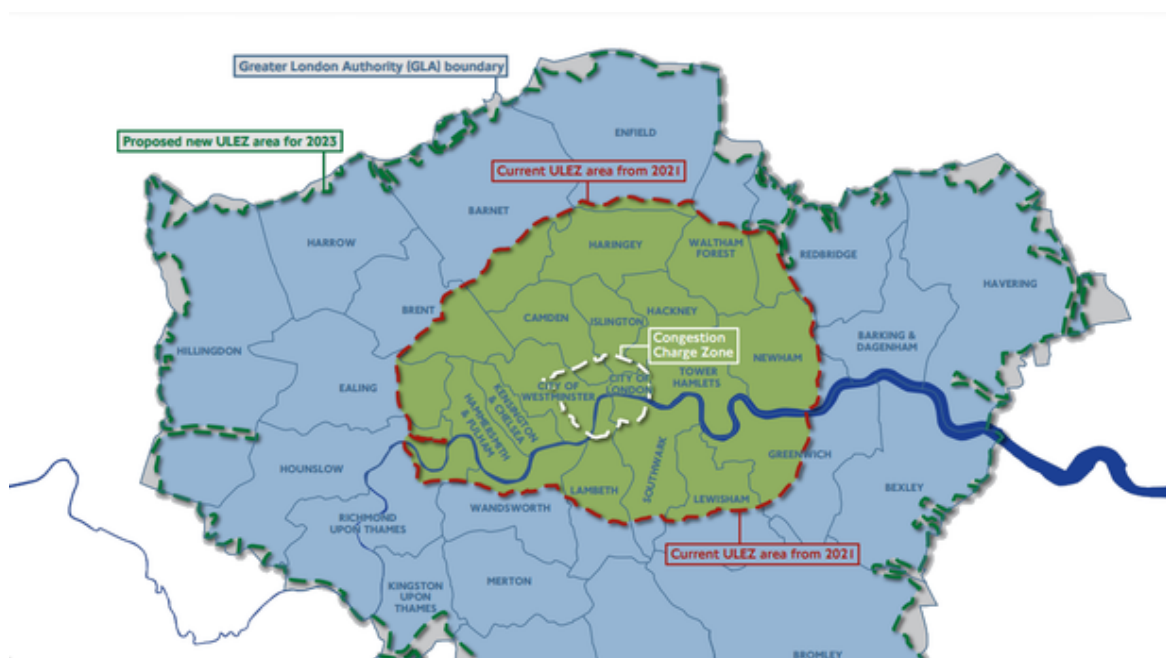 Greater London Authority (GLA) boundary
Proposed new ULEZ area for 2023
ENFIELD
Current ULEZ area from 2021
BARNET
HARROW
HARINGEY
WALTHAM
FOREST
REDBRIDGE
HAVERING
BRENT
CAMDEN
ISLINGTON
HACKNEY
Congestion
Charge Zone
HILLINGDON
BARKING &
DAGENHAM
NEWHAM
EALING
CITY OF
WESTMINSTER
CITY OF
LONDON
TOWER
HAMLETS
KENSINGTON
& CHELSEA
HAMMERSMITH
& FULHAM
HOUNSLOW
GREENWICH
SOUTHWARK
LAMBETH
LEWISHAM
BEXLEY
RICHMOND
UPON THAMES
WANDSWORTH
Current ULEZ area from 2021
KINGSTON
UPON
THAMES
MERTON
BROMLEY